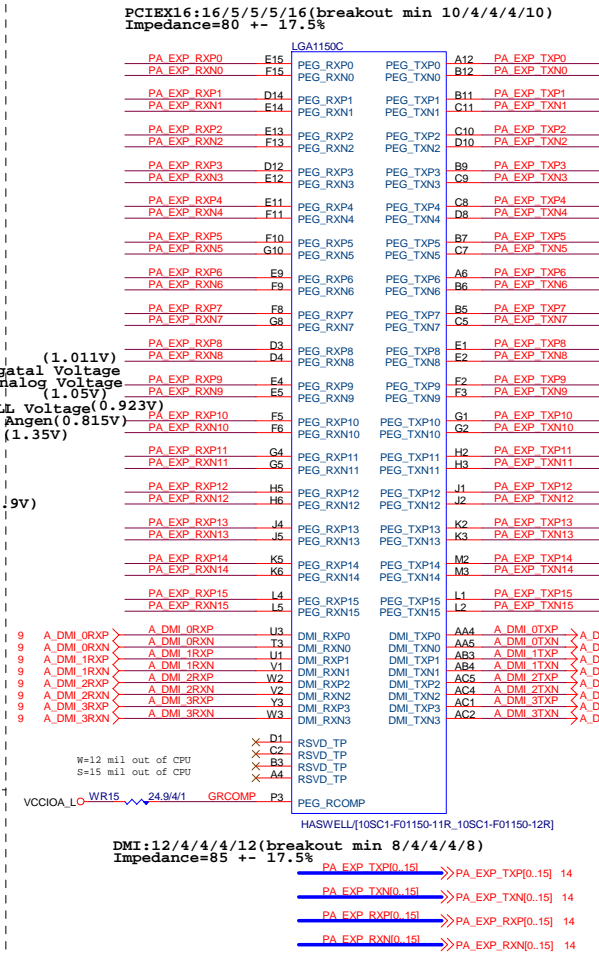 PCIEX16:16/5/5/5/16(breakout min 10/4/4/4/10)
Impedance=80 +- 17.5%
LGA1150C
PA_EXP_RXP0 E15 PEG_RXP0 PEG_TXP0 A12 PA_EXP_TXP0
PA_EXP_RXN0 F15 PEG_RXN0 PEG_TXN0 B12 PA_EXP_TXN0
PA_EXP_RXP1 D14 PEG_RXP1 PEG_TXP1 B11 PA_EXP_TXP1
PA_EXP_RXN1 E14 PEG_RXN1 PEG_TXN1 C11 PA_EXP_TXN1
PA_EXP_RXP2 E13 PEG_RXP2 PEG_TXP2 C10 PA_EXP_TXP2
PA_EXP_RXN2 F13 PEG_RXN2 PEG_TXN2 D10 PA_EXP_TXN2
PA_EXP_RXP3 D12 PEG_RXP3 PEG_TXP3 B9 PA_EXP_TXP3
PA_EXP_RXN3 E12 PEG_RXN3 PEG_TXN3 C9 PA_EXP_TXN3
PA_EXP_RXP4 E11 PEG_RXP4 PEG_TXP4 C8 PA_EXP_TXP4
PA_EXP_RXN4 F11 PEG_RXN4 PEG_TXN4 D8 PA_EXP_TXN4
PA_EXP_RXP5 F10 PEG_RXP5 PEG_TXP5 B7 PA_EXP_TXP5
PA_EXP_RXN5 G10 PEG_RXN5 PEG_TXN5 C7 PA_EXP_TXN5
PA_EXP_RXP6 E9 PEG_RXP6 PEG_TXP6 A6 PA_EXP_TXP6
PA_EXP_RXN6 F9 PEG_RXN6 PEG_TXN6 B6 PA_EXP_TXN6
PA_EXP_RXP7 F8 PEG_RXP7 PEG_TXP7 B5 PA_EXP_TXP7
PA_EXP_RXN7 G8 PEG_RXN7 PEG_TXN7 C5 PA_EXP_TXN7
PA_EXP_RXP8 D3 PEG_RXP8 PEG_TXP8 E1 PA_EXP_TXP8
(1.011V) PA_EXP_RXN8 D4 PEG_RXN8 PEG_TXN8 E2 PA_EXP_TXN8
gatal Voltage
nalog Voltage PA_EXP_RXP9 E4 PEG_RXP9 PEG_TXP9 F2 PA_EXP_TXP9
(1.05V) PA_EXP_RXN9 E5 PEG_RXN9 PEG_TXN9 F3 PA_EXP_TXN9
LL Voltage(0.923V)
PA_EXP_RXP10 F5 PEG_RXP10 PEG_TXP10 G1 PA_EXP_TXP10
Angen(0.815V) PA_EXP_RXN10 F6 PEG_RXN10 PEG_TXN10 G2 PA_EXP_TXN10
(1.35V)
PA_EXP_RXP11 G4 PEG_RXP11 PEG_TXP11 H2 PA_EXP_TXP11
PA_EXP_RXN11 G5 PEG_RXN11 PEG_TXN11 H3 PA_EXP_TXN11
PA_EXP_RXP12 H5 PEG_RXP12 PEG_TXP12 J1 PA_EXP_TXP12
.9V) PA_EXP_RXN12 H6 PEG_RXN12 PEG_TXN12 J2 PA_EXP_TXN12
PA_EXP_RXP13 J4 PEG_RXP13 PEG_TXP13 K2 PA_EXP_TXP13
PA_EXP_RXN13 J5 PEG_RXN13 PEG_TXN13 K3 PA_EXP_TXN13
PA_EXP_RXP14 K5 PEG_RXP14 PEG_TXP14 M2 PA_EXP_TXP14
PA_EXP_RXN14 K6 PEG_RXN14 PEG_TXN14 M3 PA_EXP_TXN14
PA_EXP_RXP15 L4 PEG_RXP15 PEG_TXP15 L1 PA_EXP_TXP15
PA_EXP_RXN15 L5 PEG_RXN15 PEG_TXN15 L2 PA_EXP_TXN15
9 A_DMI_0RXP A_DMI_0RXP U3 DMI_RXP0 DMI_TXP0 AA4 A_DMI_0TXP A_D
9 A_DMI_0RXN A_DMI_0RXN T3 DMI_RXN0 DMI_TXN0 AA5 A_DMI_0TXN A_D
9 A_DMI_1RXP A_DMI_1RXP U1 DMI_RXP1 DMI_TXP1 AB3 A_DMI_1TXP A_D
9 A_DMI_1RXN A_DMI_1RXN V1 DMI_RXN1 DMI_TXN1 AB4 A_DMI_1TXN A_D
9 A_DMI_2RXP A_DMI_2RXP W2 DMI_RXP2 DMI_TXP2 AC5 A_DMI_2TXP A_D
9 A_DMI_2RXN A_DMI_2RXN V2 DMI_RXN2 DMI_TXN2 AC4 A_DMI_2TXN A_D
9 A_DMI_3RXP A_DMI_3RXP Y3 DMI_RXP3 DMI_TXP3 AC1 A_DMI_3TXP A_D
9 A_DMI_3RXN A_DMI_3RXN W3 DMI_RXN3 DMI_TXN3 AC2 A_DMI_3TXN A_D
D1 RSVD_TP
C2 RSVD_TP
W=12 mil out of CPU B3 RSVD_TP
S=15 mil out of CPU A4 RSVD_TP
VCCIOA_L WR15 24.9/4/1 GRCOMP P3 PEG_RCOMP
HASWELL/[10SC1-F01150-11R_10SC1-F01150-12R]
DMI:12/4/4/4/12(breakout min 8/4/4/4/8)
Impedance=85 +- 17.5%
PA_EXP_TXP[0..15] PA_EXP_TXP[0..15] 14
PA_EXP_TXN[0..15] PA_EXP_TXN[0..15] 14
PA_EXP_RXP[0..15] PA_EXP_RXP[0..15] 14
PA_EXP_RXN[0..15] PA_EXP_RXN[0..15] 14